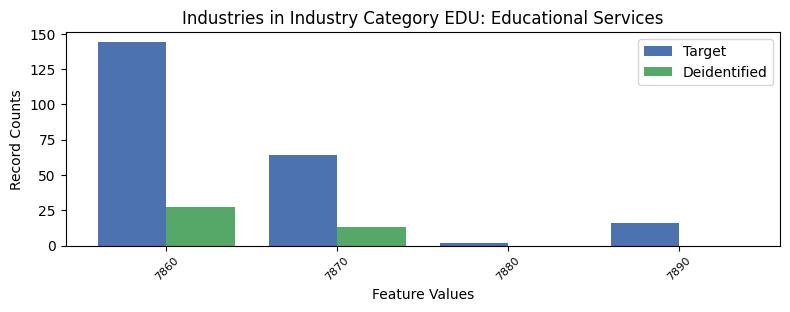 Industries in Industry Category EDU: Educational Services
150
125
100
75
50
25
0
Record Counts
Target
Deidentified
7860
7870
7880
7890
Feature Values